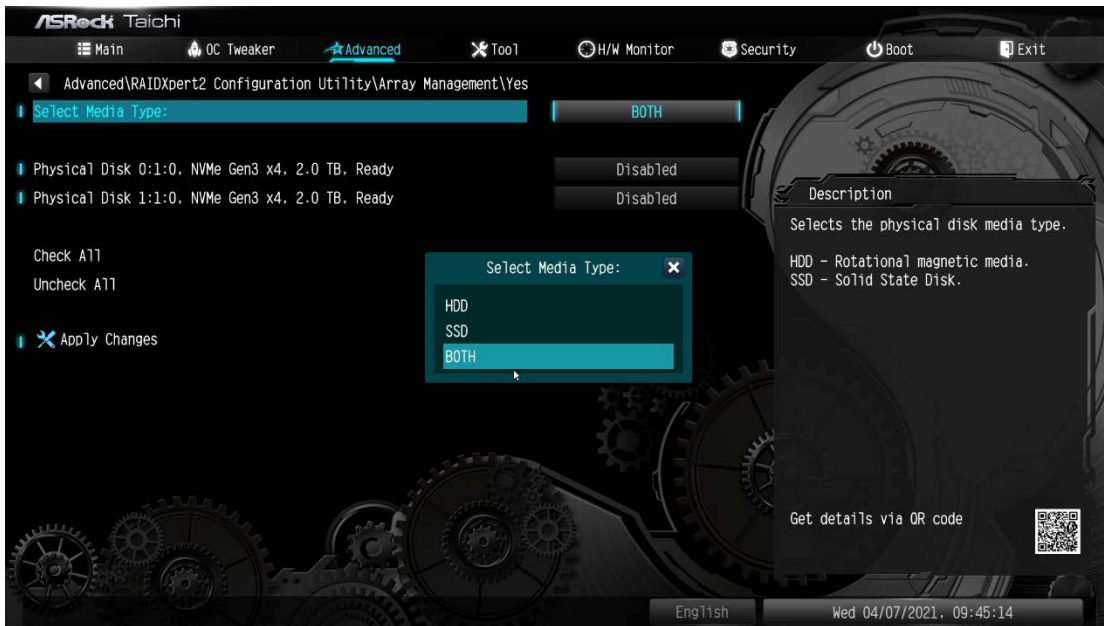 ASRock Taichi
Main OC Tweaker Advanced Tool H/W Monitor Security Boot Exit
Advanced\RAIDXpert2 Configuration Utility\Array Management\Yes
Select Media Type: BOTH
Physical Disk 0:1:0, NVMe Gen3 x4, 2.0 TB, Ready Disabled
Physical Disk 1:1:0, NVMe Gen3 x4, 2.0 TB, Ready Disabled
Check All
Uncheck All
Apply Changes
Select Media Type:
HDD
SSD
BOTH
Description
Selects the physical disk media type.
HDD - Rotational magnetic media.
SSD - Solid State Disk.
Get details via QR code
English Wed 04/07/2021, 09:45:14